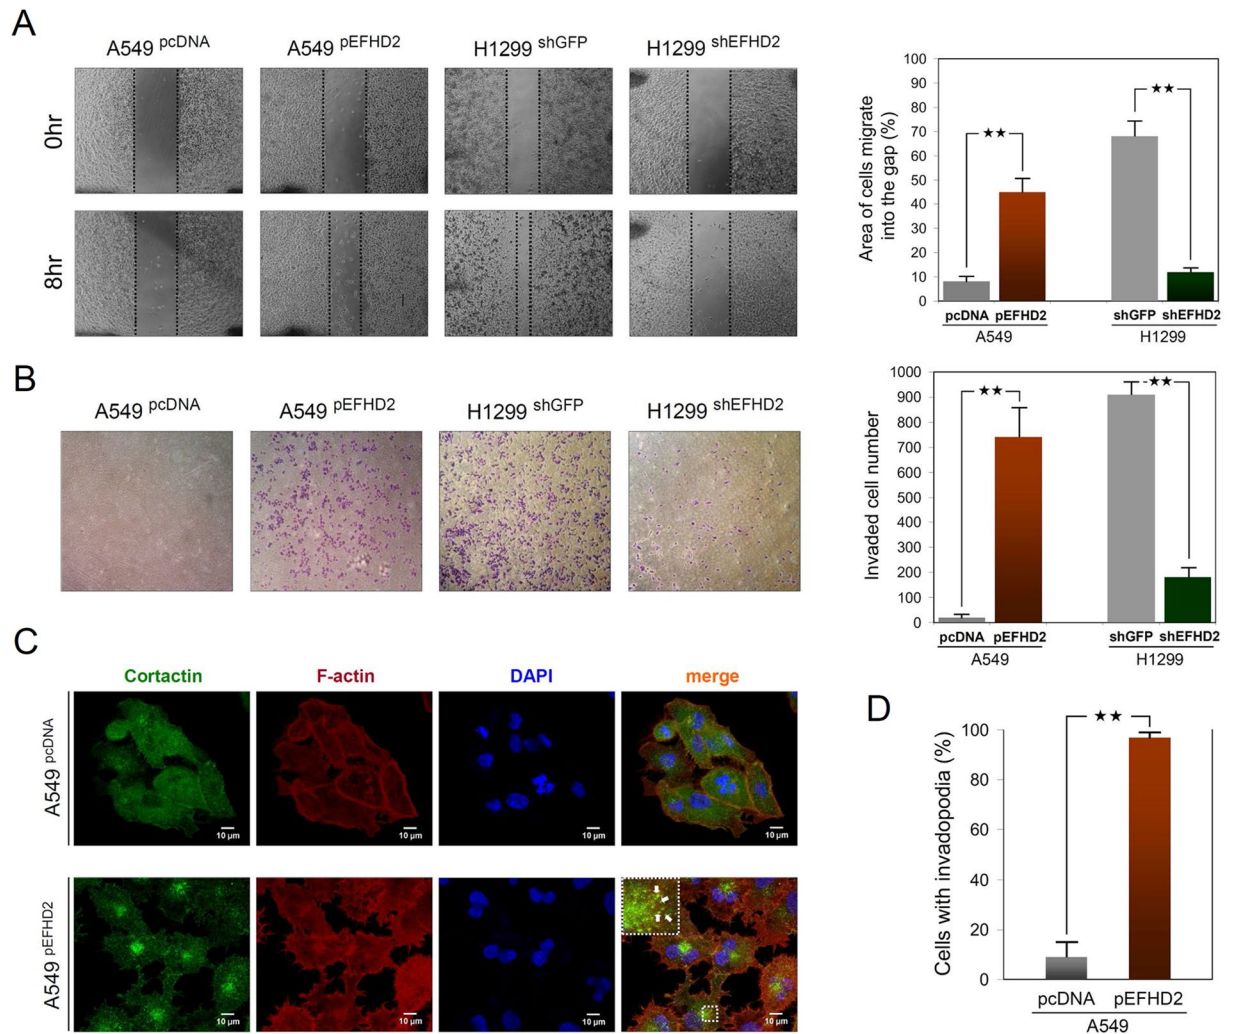 A
A549 pcDNA
A549 pEFHD2
H1299 shGFP
H1299 shEFHD2
0hr
8hr
Area of cells migrate
into the gap (%)
100
90
80
70
60
50
40
30
20
10
0
★★
★★
pcDNA pEFHD2
shGFP shEFHD2
A549
H1299
B
A549 pcDNA
A549 pEFHD2
H1299 shGFP
H1299 shEFHD2
Invaded cell number
1000
900
800
700
600
500
400
300
200
100
0
★★
★★
pcDNA pEFHD2
shGFP shEFHD2
A549
H1299
C
Cortactin
F-actin
DAPI
merge
A549 pcDNA
10 µm
10 µm
10 µm
10 µm
A549 pEFHD2
10 µm
10 µm
10 µm
10 µm
D
Cells with invadopodia (%)
100
80
60
40
20
0
★★
pcDNA pEFHD2
A549